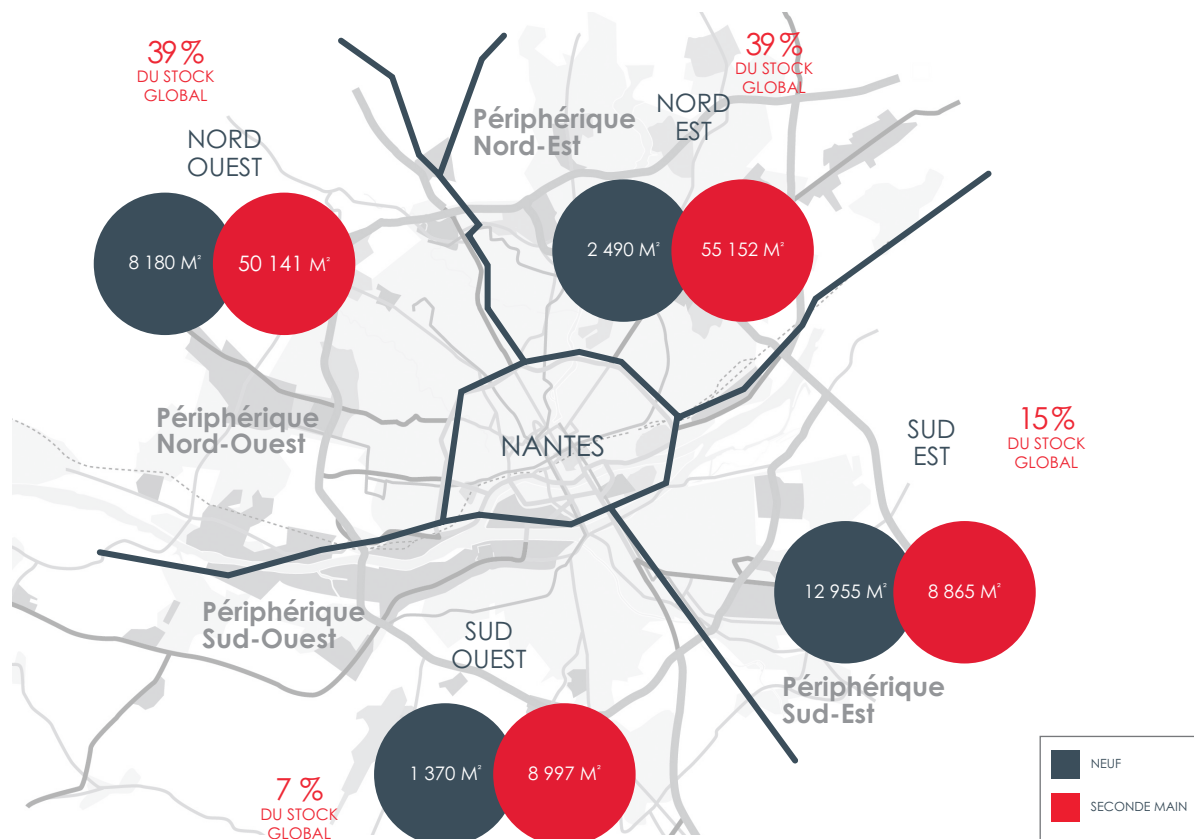 39 %
DU STOCK
GLOBAL
NORD
OUEST
8 180 M²
50 141 M²
Périphérique
Nord-Est
39 %
DU STOCK
GLOBAL
NORD
EST
2 490 M²
55 152 M²
Périphérique
Nord-Ouest
NANTES
SUD
EST
15 %
DU STOCK
GLOBAL
12 955 M²
8 865 M²
Périphérique
Sud-Est
Périphérique
Sud-Ouest
SUD
OUEST
1 370 M²
8 997 M²
7 %
DU STOCK
GLOBAL
NEUF
SECONDE MAIN